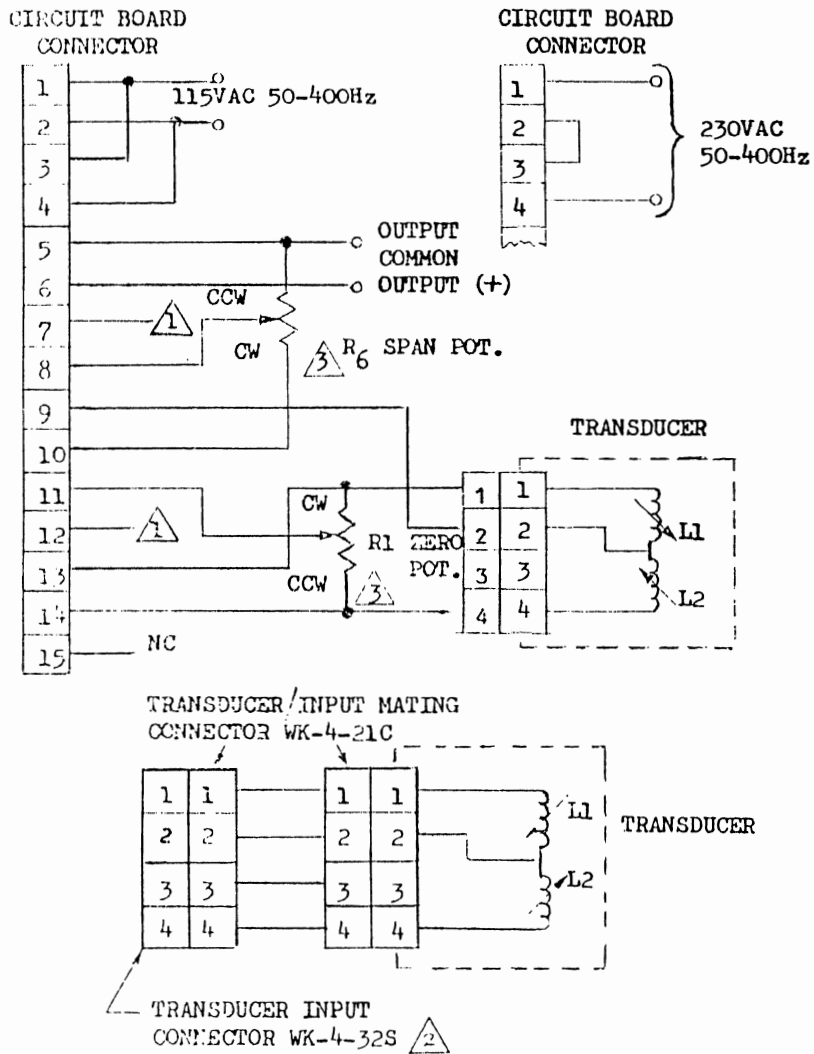 CIRCUIT BOARD
CONNECTOR
1
2
3
4
5
6
7
8
9
10
11
12
13
14
15
115VAC 50-400Hz
OUTPUT
COMMON
OUTPUT (+)
CCW
CW
1
3
R6 SPAN POT.
1
CW
CCW
R1 ZERO
POT.
3
NC
CIRCUIT BOARD
CONNECTOR
1
2
3
4
230VAC
50-400Hz
TRANSDUCER
1 1
2 2
3 3
4 4
L1
L2
TRANSDUCER/INPUT MATING
CONNECTOR WK-4-21C
1 1 1 1
2 2 2 2
3 3 3 3
4 4 4 4
L1
L2
TRANSDUCER
TRANSDUCER INPUT
CONNECTOR WK-4-32S 2